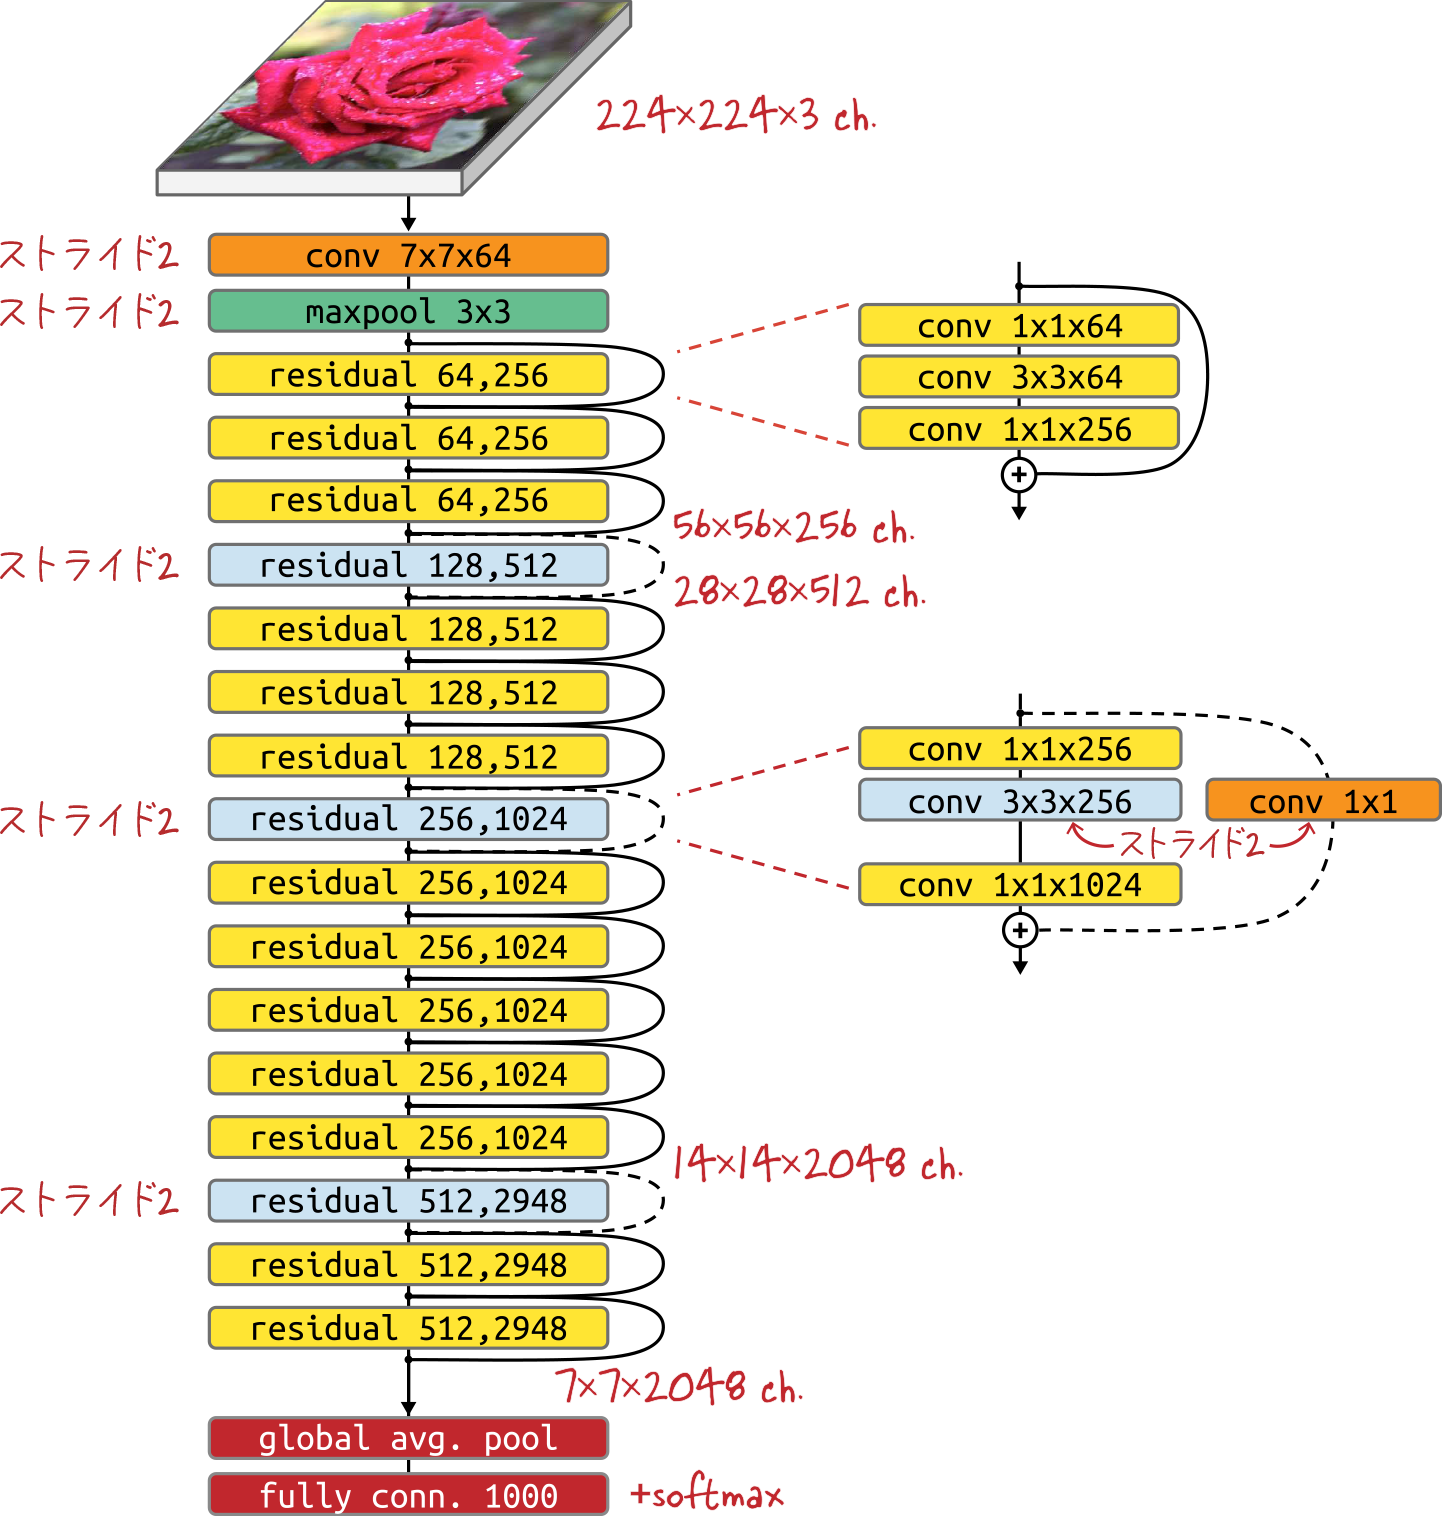 224×224×3 ch.
ストライド2
conv 7x7x64
ストライド2
maxpool 3x3
residual 64,256
residual 64,256
residual 64,256
56×56×256 ch.
ストライド2
residual 128,512
28×28×512 ch.
residual 128,512
residual 128,512
residual 128,512
ストライド2
residual 256,1024
residual 256,1024
residual 256,1024
residual 256,1024
residual 256,1024
residual 256,1024
14×14×2048 ch.
ストライド2
residual 512,2948
residual 512,2948
residual 512,2948
7×7×2048 ch.
global avg. pool
fully conn. 1000
+softmax
conv 1x1x64
conv 3x3x64
conv 1x1x256
+
conv 1x1x256
conv 3x3x256
conv 1x1
ストライド2
conv 1x1x1024
+